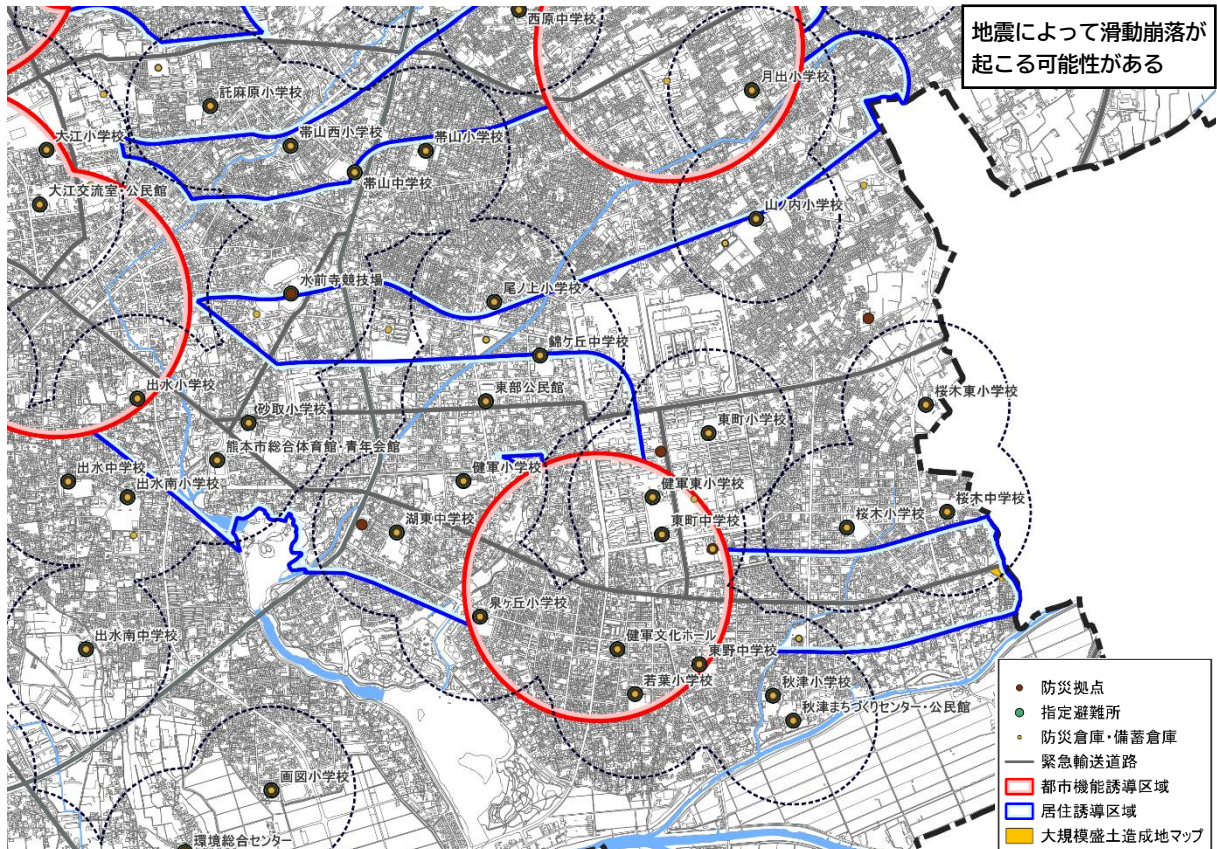 地震によって滑動崩落が
起こる可能性がある
西原中学校
月出小学校
託麻原小学校
大江小学校
帯山西小学校
帯山小学校
帯山中学校
大江交流室・公民館
山ノ内小学校
水前寺競技場
尾ノ上小学校
錦ケ丘中学校
出水小学校
東部公民館
桜木東小学校
砂取小学校
東町小学校
熊本市総合体育館・青年会館
出水中学校
健軍小学校
出水南小学校
健軍東小学校
桜木中学校
湖東中学校
東町中学校
桜木小学校
泉ヶ丘小学校
出水南中学校
健軍文化ホール
東野中学校
若葉小学校
秋津小学校
秋津まちづくりセンター・公民館
画図小学校
環境総合センター
防災拠点
指定避難所
防災倉庫・備蓄倉庫
緊急輸送道路
都市機能誘導区域
居住誘導区域
大規模盛土造成地マップ